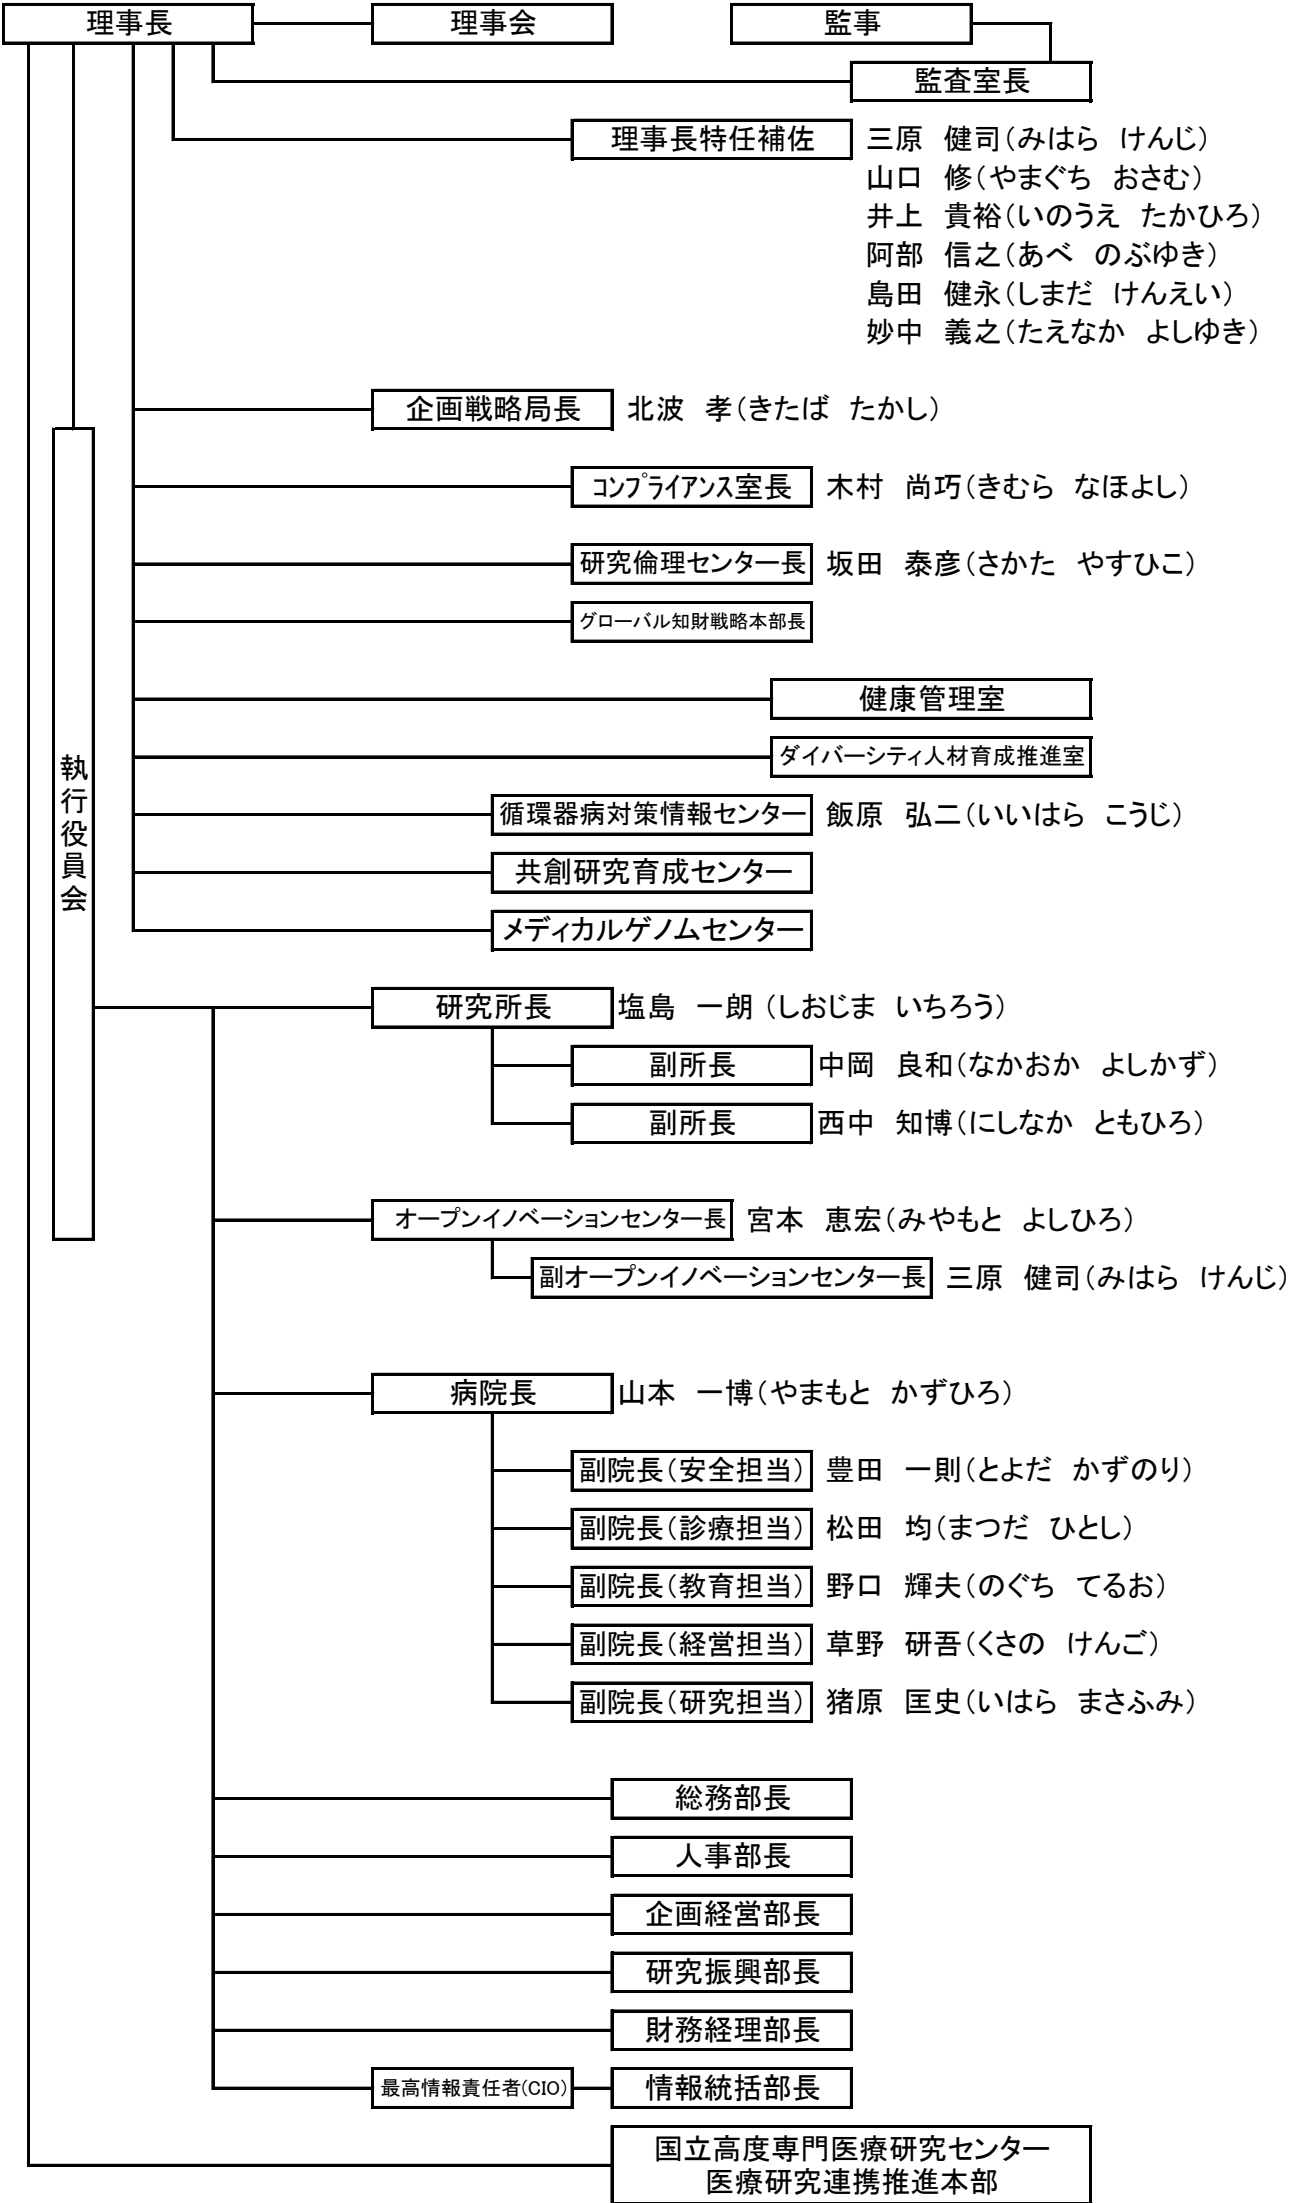 理事長　理事会　監事
監査室長
理事長特任補佐　三原　健司（みはら　けんじ）
山口　修（やまぐち　おさむ）
井上　貴裕（いのうえ　たかひろ）
阿部　信之（あべ　のぶゆき）
島田　健永（しまだ　けんえい）
妙中　義之（たえなか　よしゆき）
企画戦略局長　北波　孝（きたば　たかし）
コンプライアンス室長　木村　尚巧（きむら　なほよし）
研究倫理センター長　坂田　泰彦（さかた　やすひこ）
グローバル知財戦略本部長
健康管理室
ダイバーシティ人材育成推進室
執行役員会
循環器病対策情報センター　飯原　弘二（いいはら　こうじ）
共創研究育成センター
メディカルゲノムセンター
研究所長　塩島　一朗（しおじま　いちろう）
副所長　中岡　良和（なかおか　よしかず）
副所長　西中　知博（にしなか　ともひろ）
オープンイノベーションセンター長　宮本　恵宏（みやもと　よしひろ）
副オープンイノベーションセンター長　三原　健司（みはら　けんじ）
病院長　山本　一博（やまもと　かずひろ）
副院長（安全担当）　豊田　一則（とよだ　かずのり）
副院長（診療担当）　松田　均（まつだ　ひとし）
副院長（教育担当）　野口　輝夫（のぐち　てるお）
副院長（経営担当）　草野　研吾（くさの　けんご）
副院長（研究担当）　猪原　匡史（いはら　まさふみ）
総務部長
人事部長
企画経営部長
研究振興部長
財務経理部長
最高情報責任者(CIO)　情報統括部長
国立高度専門医療研究センター
医療研究連携推進本部